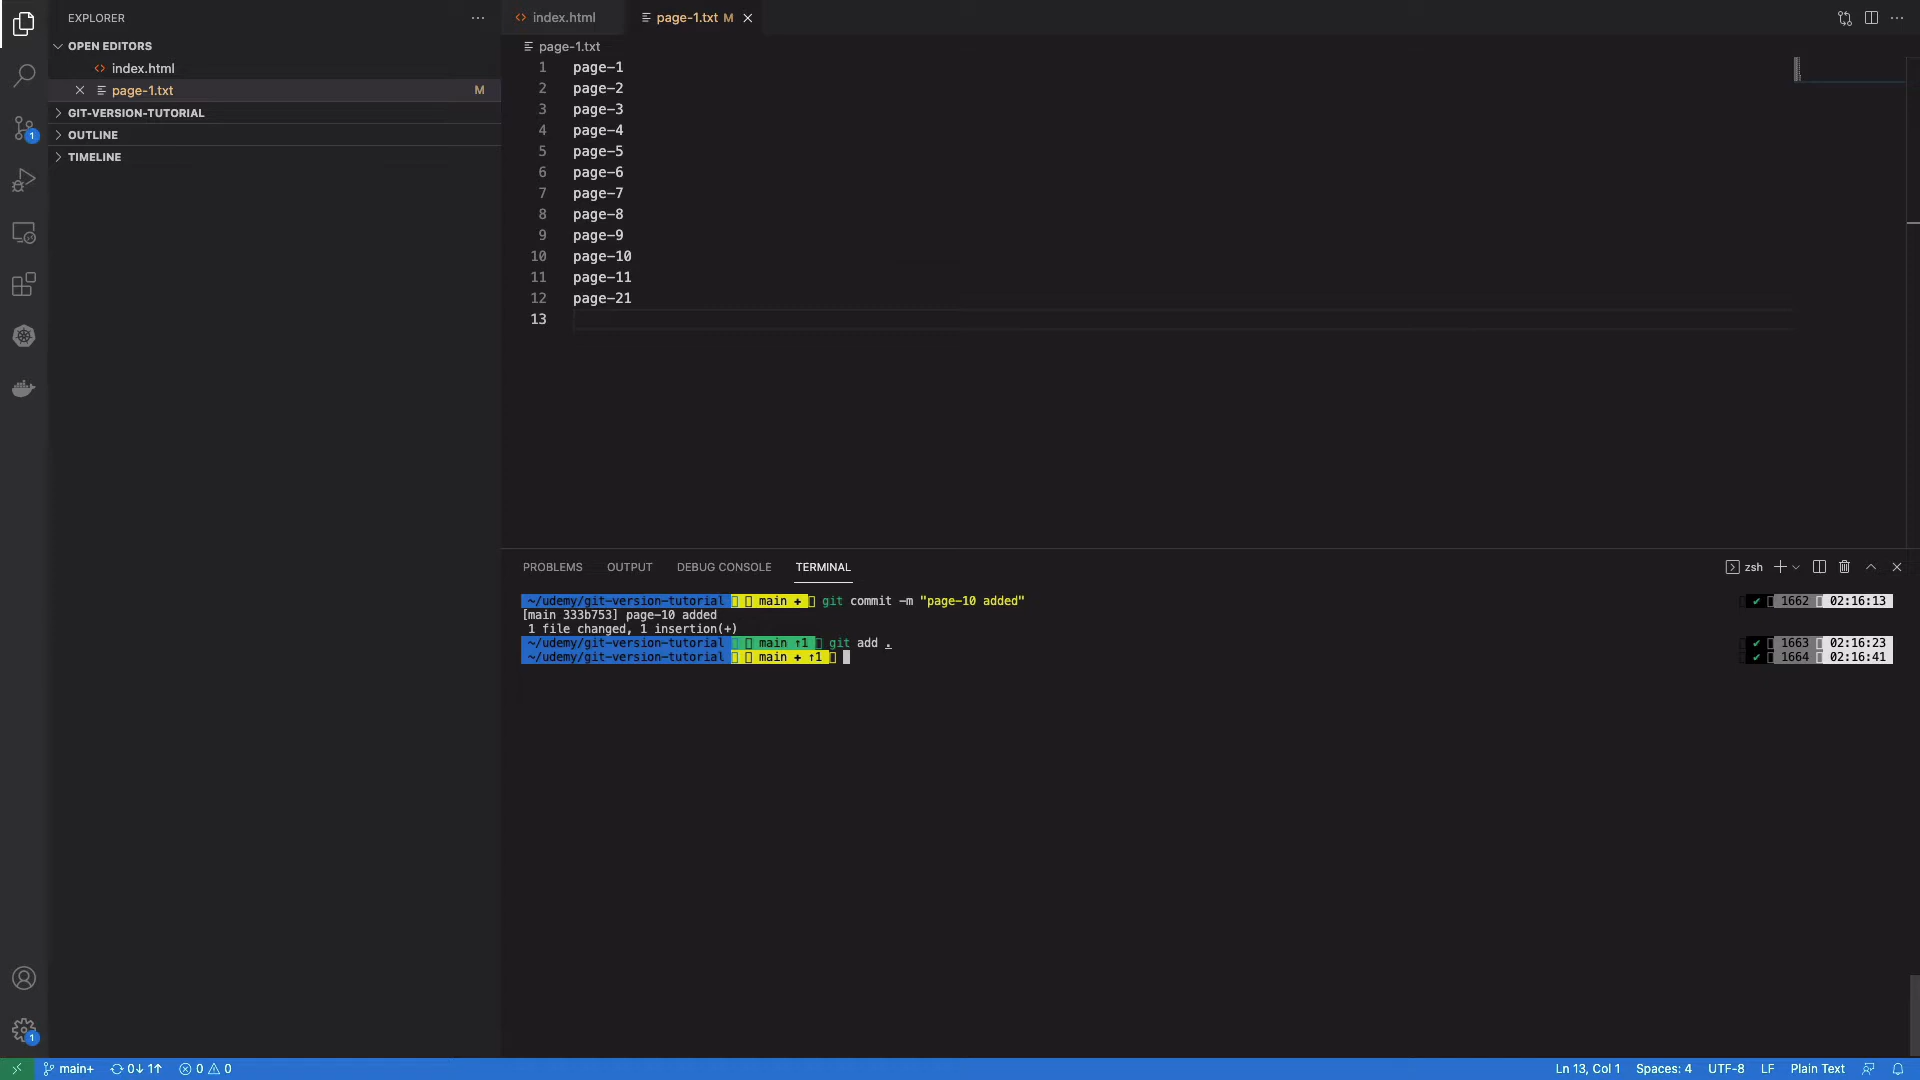 EXPLORER
OPEN EDITORS
index.html
page-1.txt M
GIT-VERSION-TUTORIAL
OUTLINE
TIMELINE
1
1
index.html
page-1.txt M
page-1.txt
1 page-1
2 page-2
3 page-3
4 page-4
5 page-5
6 page-6
7 page-7
8 page-8
9 page-9
10 page-10
11 page-11
12 page-21
13
PROBLEMS OUTPUT DEBUG CONSOLE TERMINAL
zsh
~/udemy/git-version-tutorial main + git commit -m "page-10 added" ✔ 1662 02:16:13
[main 333b753] page-10 added
1 file changed, 1 insertion(+)
~/udemy/git-version-tutorial main ↑1 git add . ✔ 1663 02:16:23
~/udemy/git-version-tutorial main + ↑1 ✔ 1664 02:16:41
main+ 0↓ 1↑ 0 0 Ln 13, Col 1 Spaces: 4 UTF-8 LF Plain Text